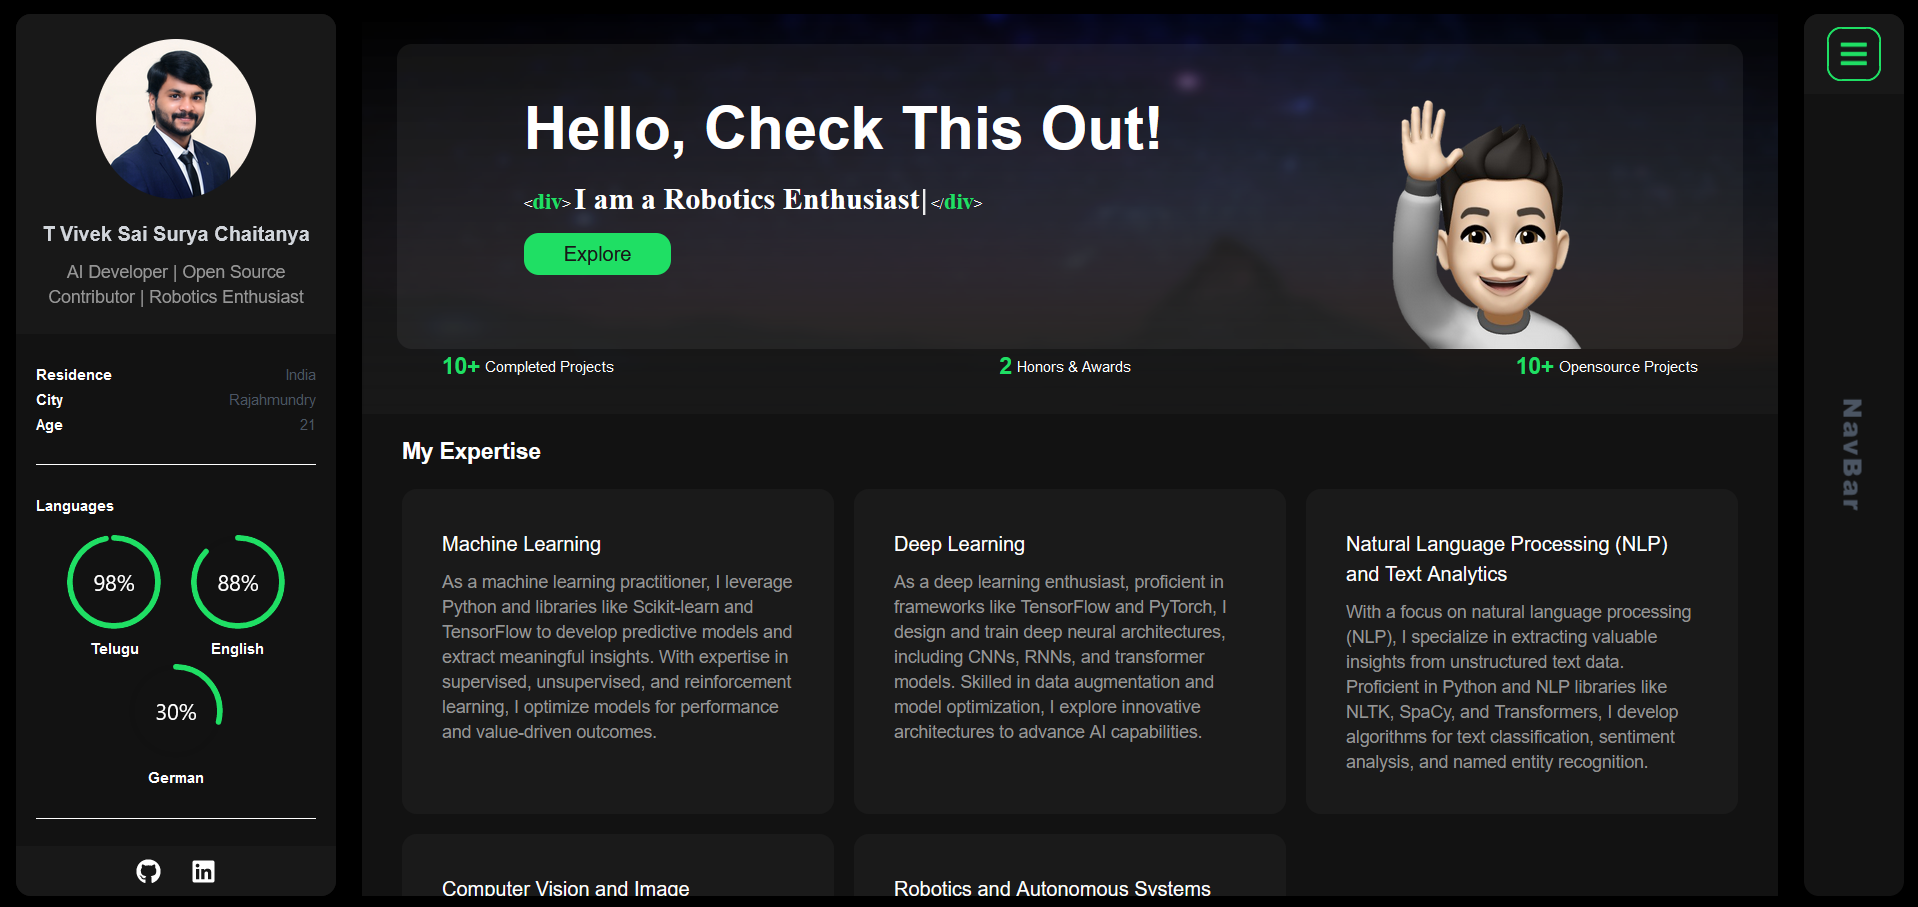 T Vivek Sai Surya Chaitanya
AI Developer | Open Source
Contributor | Robotics Enthusiast
Residence India
City Rajahmundry
Age 21
Languages
98% 88%
Telugu English
30%
German
Hello, Check This Out!
<div> I am a Robotics Enthusiast| </div>
Explore
10+ Completed Projects
2 Honors & Awards
10+ Opensource Projects
My Expertise
Machine Learning
As a machine learning practitioner, I leverage
Python and libraries like Scikit-learn and
TensorFlow to develop predictive models and
extract meaningful insights. With expertise in
supervised, unsupervised, and reinforcement
learning, I optimize models for performance
and value-driven outcomes.
Deep Learning
As a deep learning enthusiast, proficient in
frameworks like TensorFlow and PyTorch, I
design and train deep neural architectures,
including CNNs, RNNs, and transformer
models. Skilled in data augmentation and
model optimization, I explore innovative
architectures to advance AI capabilities.
Natural Language Processing (NLP)
and Text Analytics
With a focus on natural language processing
(NLP), I specialize in extracting valuable
insights from unstructured text data.
Proficient in Python and NLP libraries like
NLTK, SpaCy, and Transformers, I develop
algorithms for text classification, sentiment
analysis, and named entity recognition.
Computer Vision and Image
Robotics and Autonomous Systems
NavBar